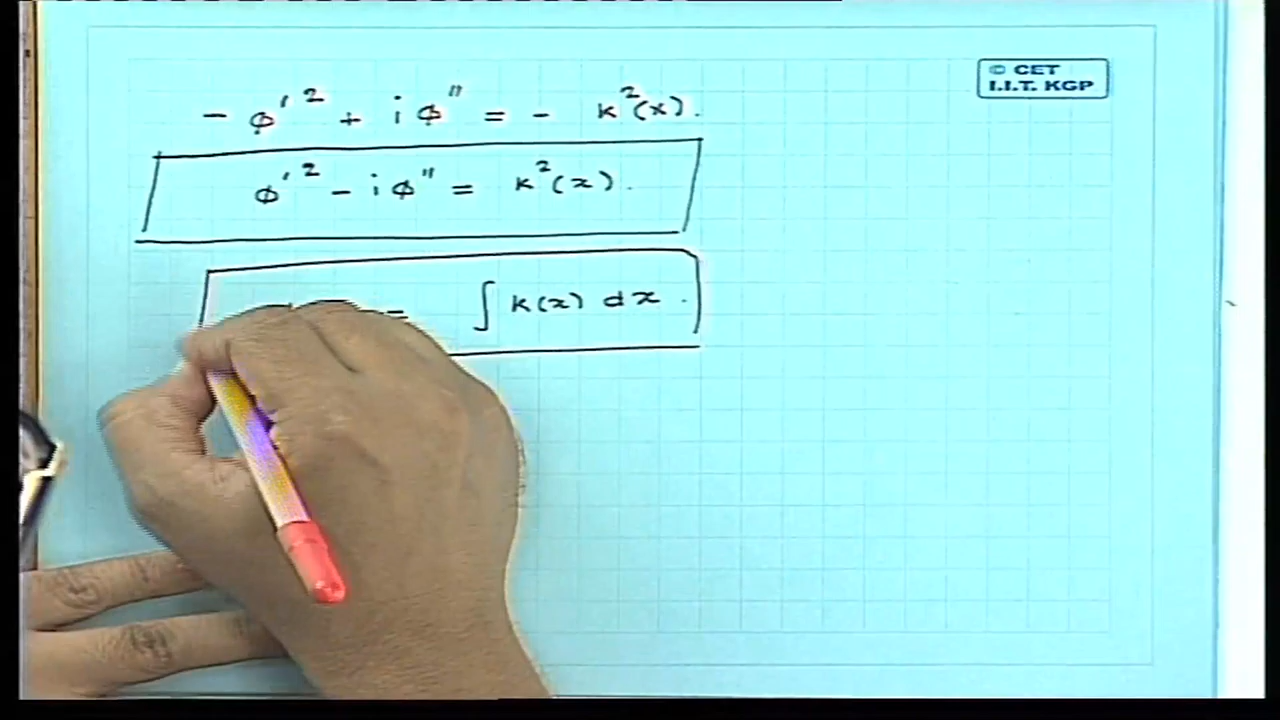 © CET
I.I.T. KGP
- φ'² + i φ'' = - k²(x).
φ'² - i φ'' = k²(x).
= ∫ k(x) dx .